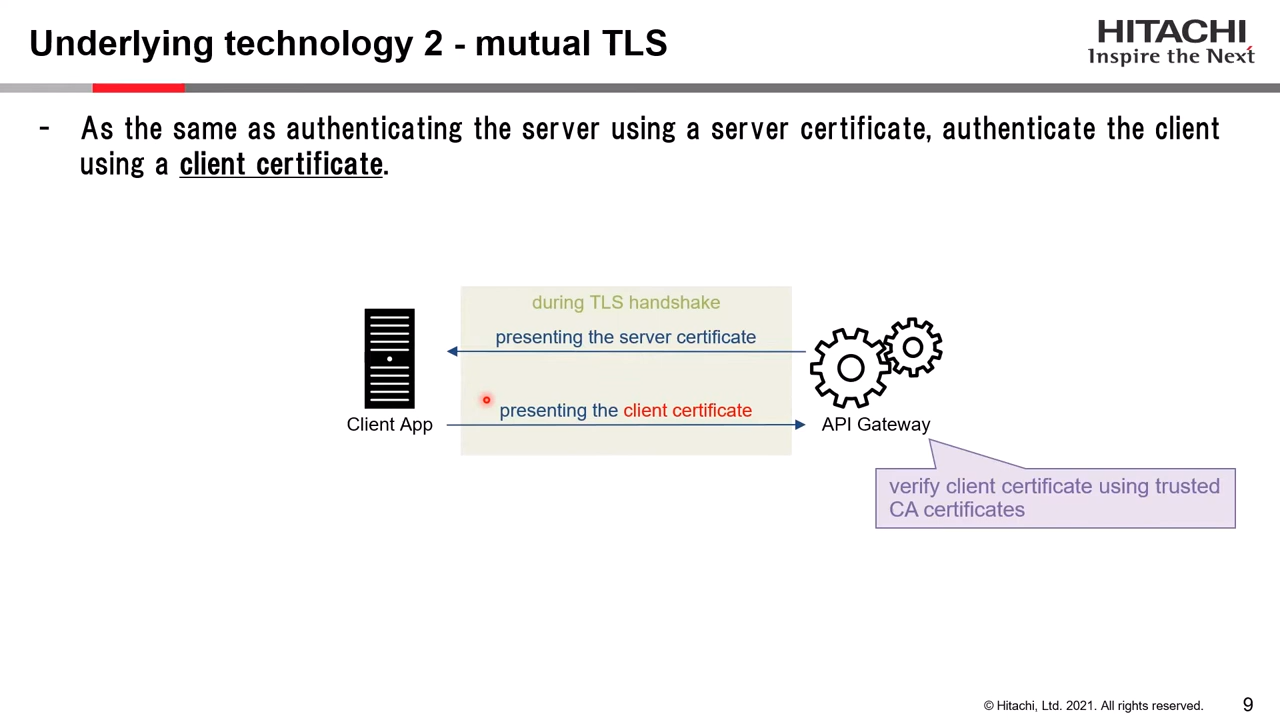 Underlying technology 2 - mutual TLS
HITACHI
Inspire the Next
- As the same as authenticating the server using a server certificate, authenticate the client
using a client certificate.
during TLS handshake
presenting the server certificate
presenting the client certificate
Client App
API Gateway
verify client certificate using trusted
CA certificates
© Hitachi, Ltd. 2021. All rights reserved.
9